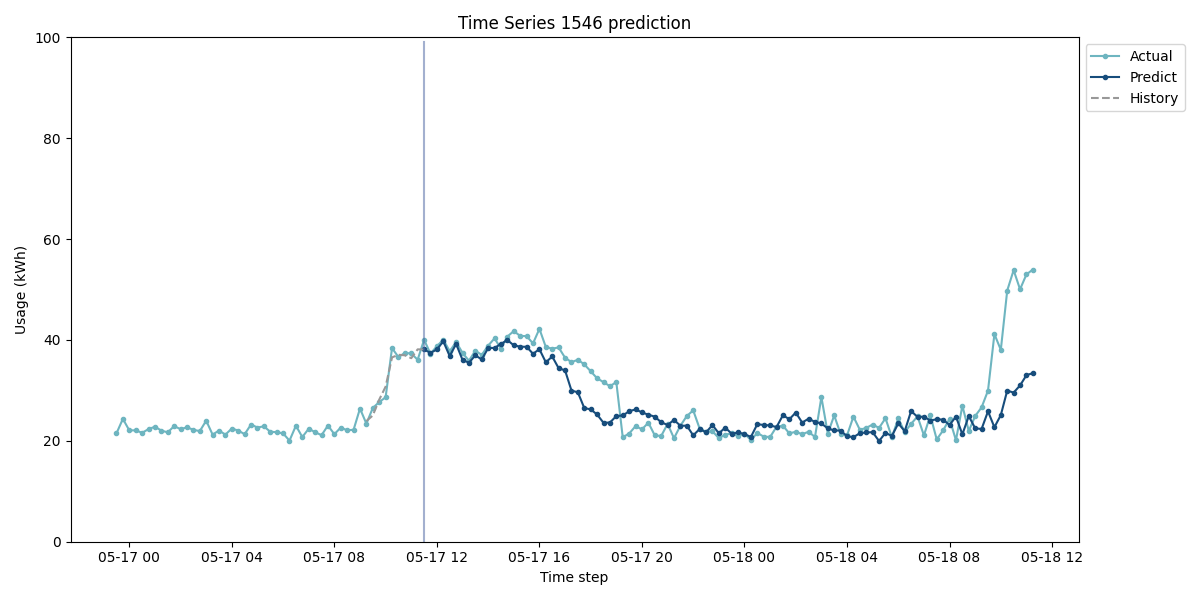 Time Series 1546 prediction
100
80
60
40
20
0
Usage (kWh)
05-17 00
05-17 04
05-17 08
05-17 12
05-17 16
05-17 20
05-18 00
05-18 04
05-18 08
05-18 12
Time step
Actual
Predict
History